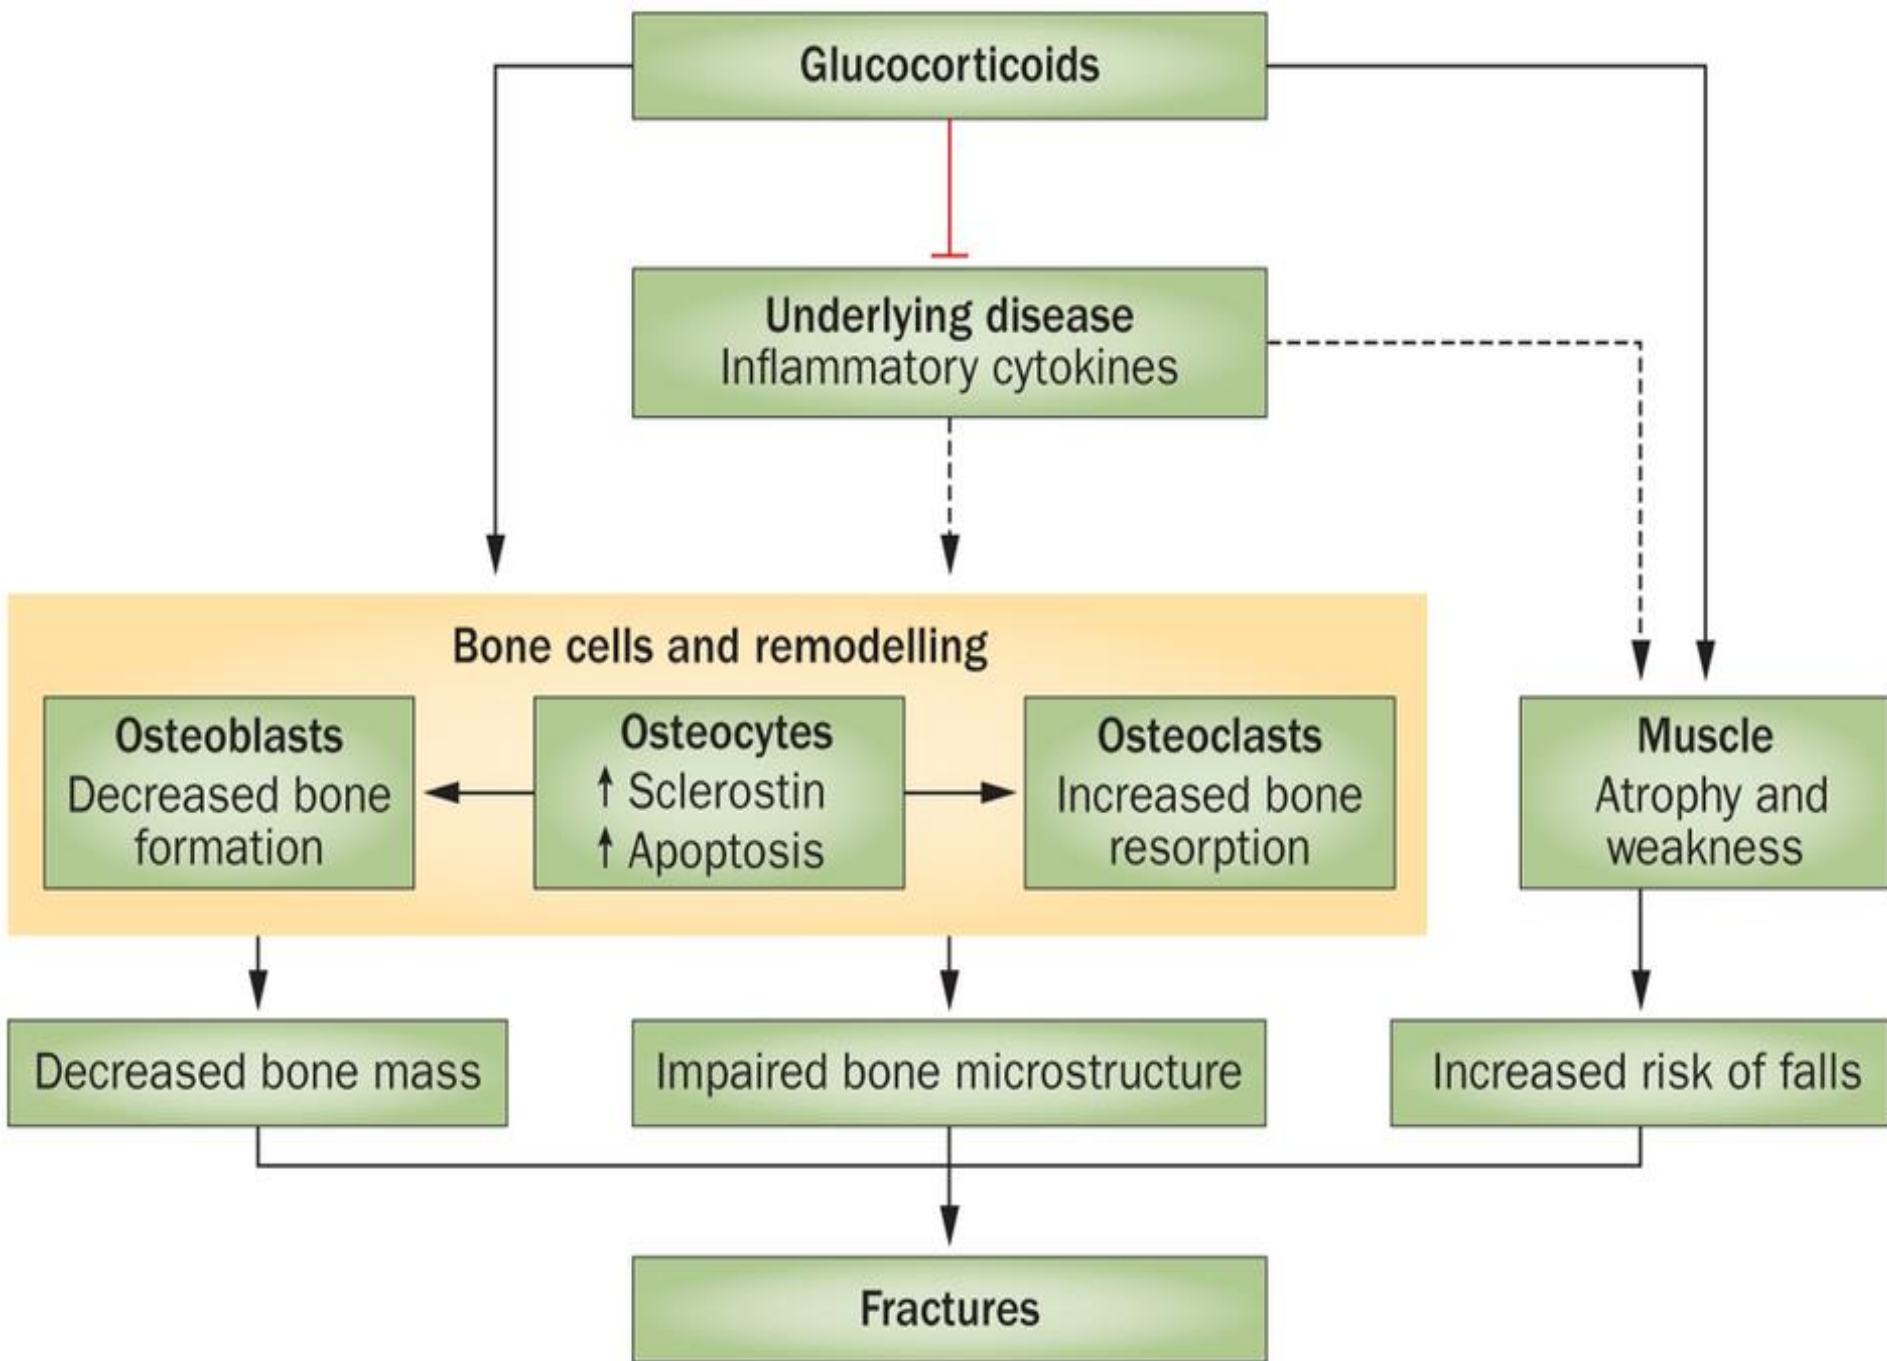 Glucocorticoids
Underlying disease
Inflammatory cytokines
Bone cells and remodelling
Osteoblasts
Decreased bone
formation
Osteocytes
↑ Sclerostin
↑ Apoptosis
Osteoclasts
Increased bone
resorption
Muscle
Atrophy and
weakness
Decreased bone mass
Impaired bone microstructure
Increased risk of falls
Fractures